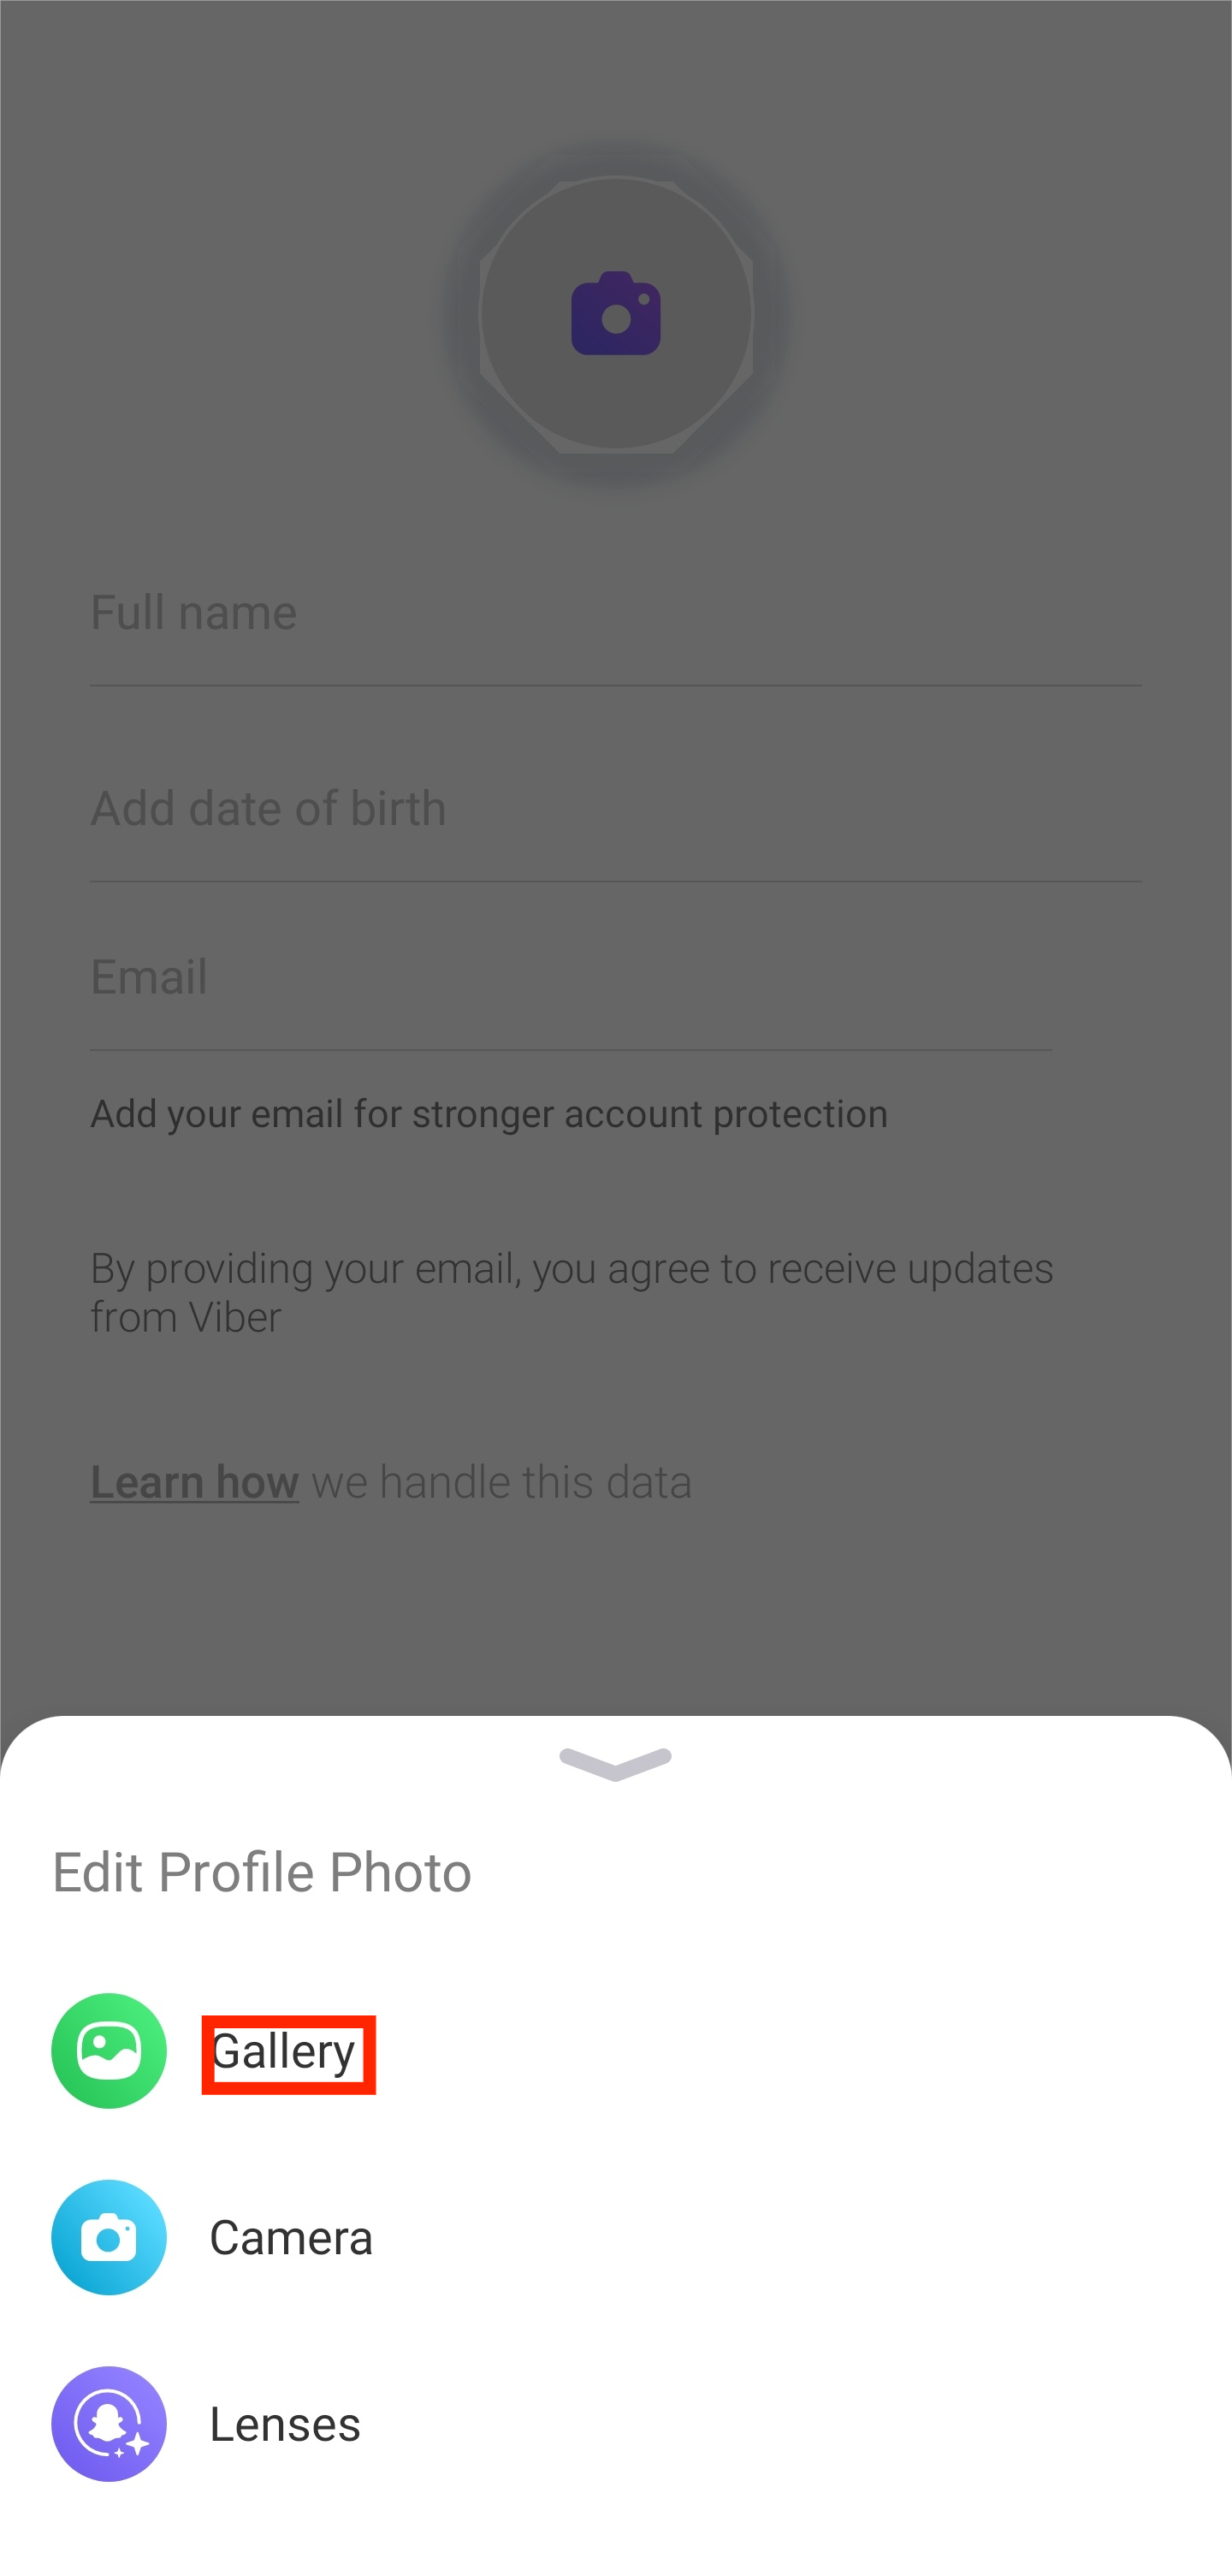 Full name
Add date of birth
Email
Add your email for stronger account protection
By providing your email, you agree to receive updates
from Viber
Learn how we handle this data
Edit Profile Photo
Gallery
Camera
Lenses